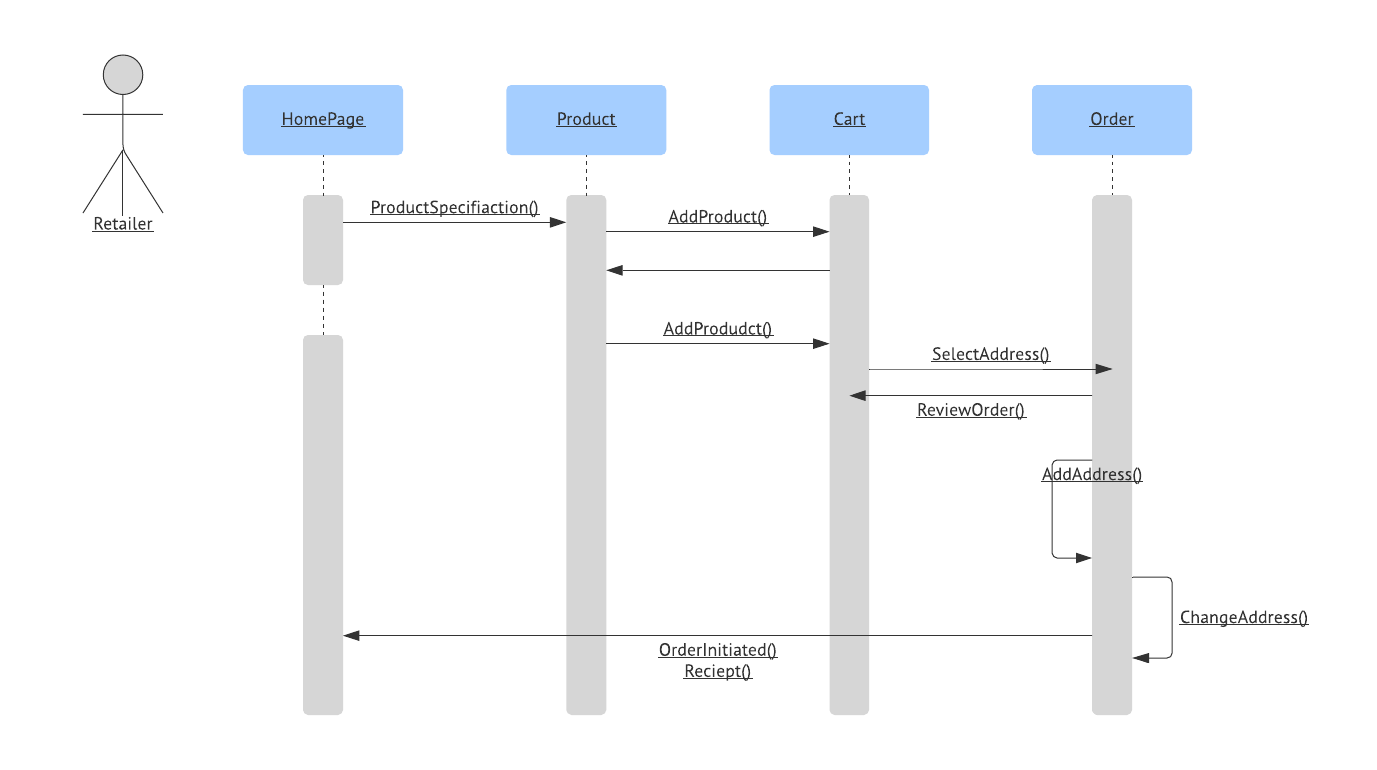 HomePage
Product
Cart
Order
Retailer
ProductSpecifiaction()
AddProduct()
AddProdudct()
SelectAddress()
ReviewOrder()
AddAddress()
ChangeAddress()
OrderInitiated()
Reciept()